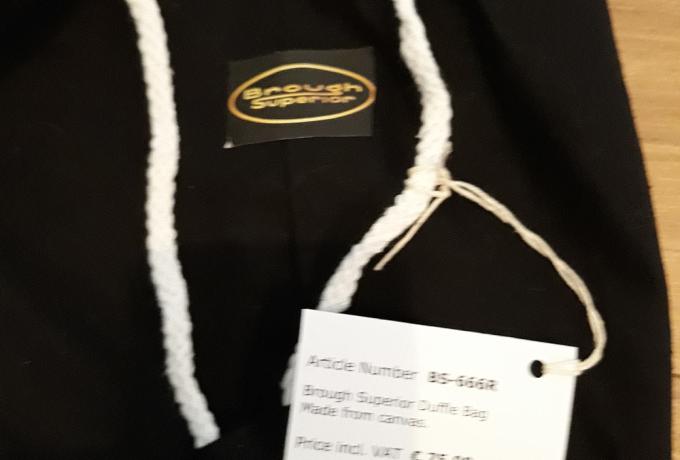 Brough
Superior
Article Number BS-666R
Brough Superior Duffle Bag
Made from canvas.
Price incl. VAT